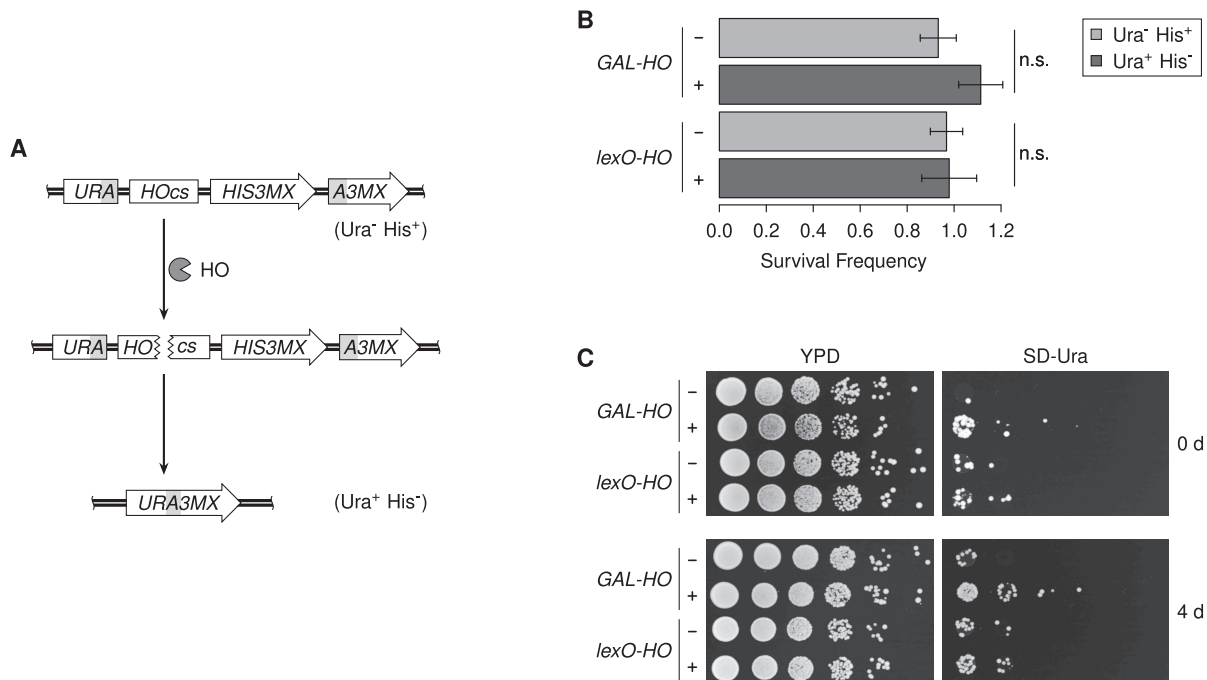 A
URA HOcs HIS3MX A3MX
(Ura⁻ His⁺)
HO
URA HO cs HIS3MX A3MX
URA3MX (Ura⁺ His⁻)
B
GAL-HO
−
+
n.s.
lexO-HO
−
+
n.s.
Ura⁻ His⁺
Ura⁺ His⁻
0.0 0.2 0.4 0.6 0.8 1.0 1.2
Survival Frequency
C
YPD SD-Ura
GAL-HO
−
+
lexO-HO
−
+
0 d
GAL-HO
−
+
lexO-HO
−
+
4 d